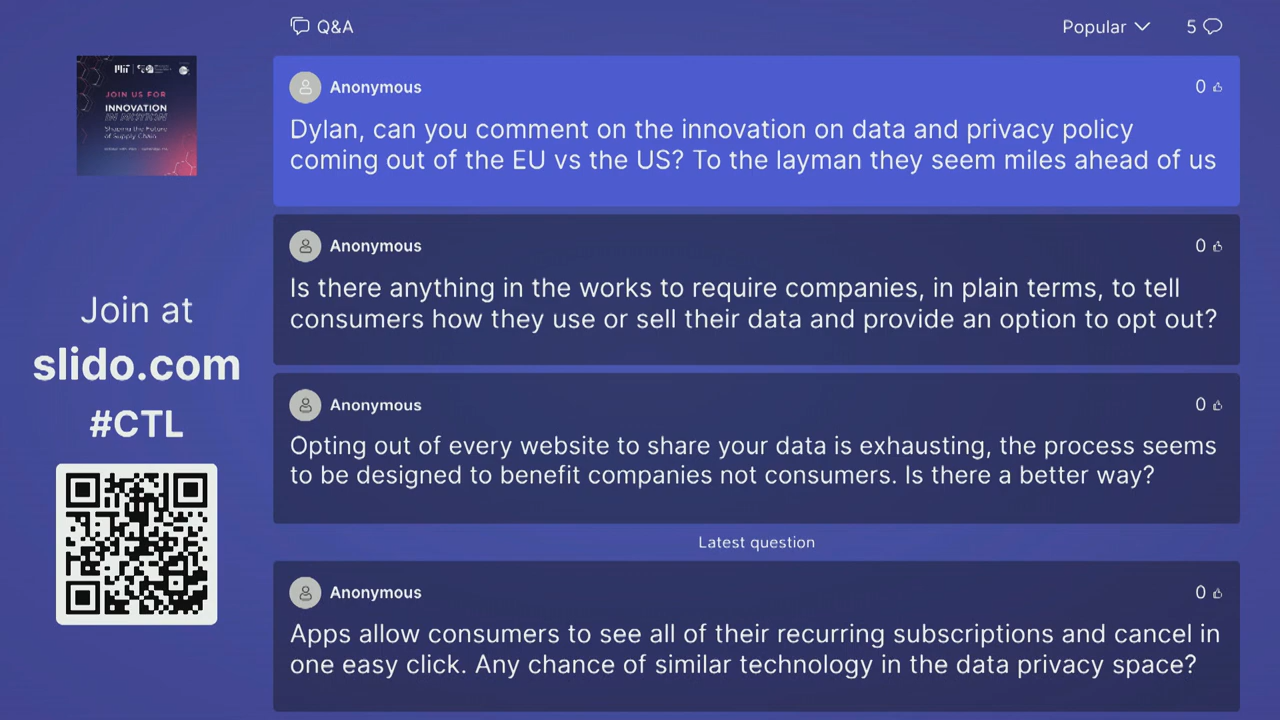 Q&A
Popular
5
JOIN US FOR
INNOVATION
IN MOTION
Shaping the Future
of Supply Chain
Join at
slido.com
#CTL
Anonymous
0
Dylan, can you comment on the innovation on data and privacy policy
coming out of the EU vs the US? To the layman they seem miles ahead of us
Anonymous
0
Is there anything in the works to require companies, in plain terms, to tell
consumers how they use or sell their data and provide an option to opt out?
Anonymous
0
Opting out of every website to share your data is exhausting, the process seems
to be designed to benefit companies not consumers. Is there a better way?
Latest question
Anonymous
0
Apps allow consumers to see all of their recurring subscriptions and cancel in
one easy click. Any chance of similar technology in the data privacy space?